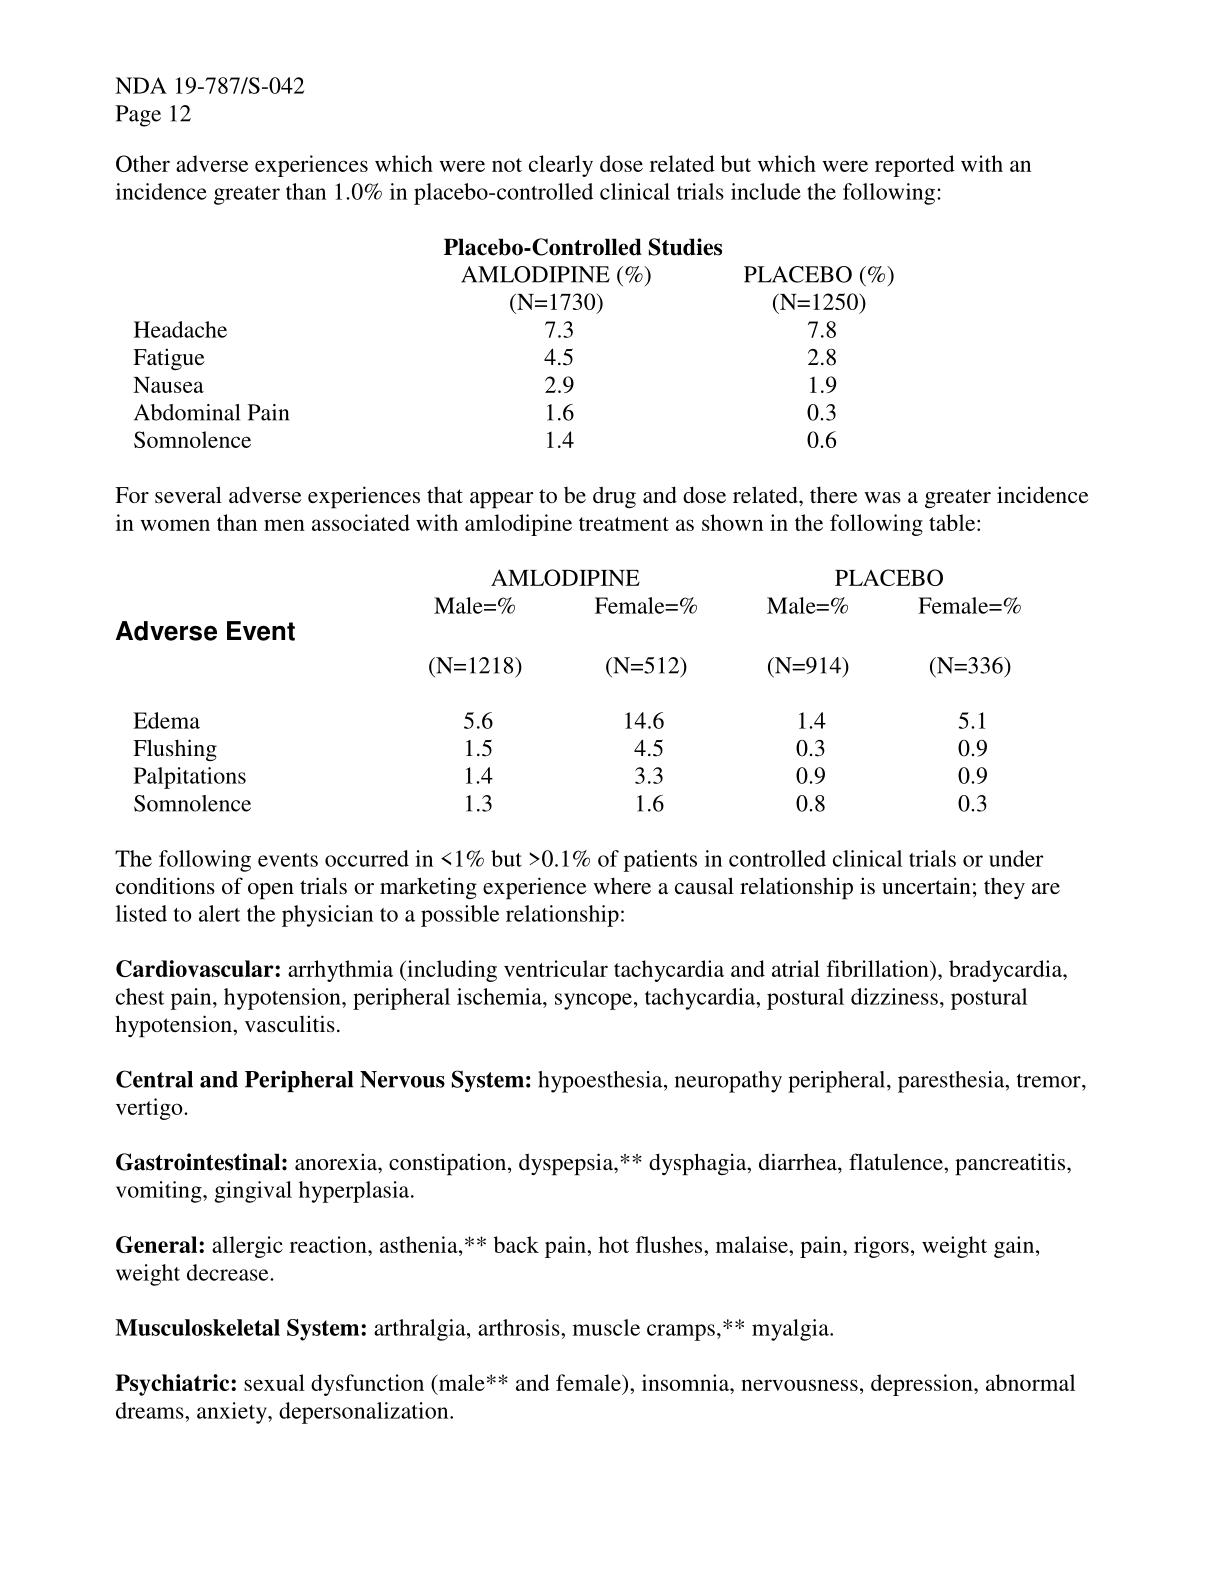 NDA 19-787/S-042
Page 12
Other adverse experiences which were not clearly dose related but which were reported with an
incidence greater than 1.0% in placebo-controlled clinical trials include the following:
Placebo-Controlled Studies
AMLODIPINE (%) PLACEBO (%)
(N=1730) (N=1250)
Headache 7.3 7.8
Fatigue 4.5 2.8
Nausea 2.9 1.9
Abdominal Pain 1.6 0.3
Somnolence 1.4 0.6
For several adverse experiences that appear to be drug and dose related, there was a greater incidence
in women than men associated with amlodipine treatment as shown in the following table:
AMLODIPINE PLACEBO
Male=% Female=% Male=% Female=%
Adverse Event
(N=1218) (N=512) (N=914) (N=336)
Edema 5.6 14.6 1.4 5.1
Flushing 1.5 4.5 0.3 0.9
Palpitations 1.4 3.3 0.9 0.9
Somnolence 1.3 1.6 0.8 0.3
The following events occurred in <1% but >0.1% of patients in controlled clinical trials or under
conditions of open trials or marketing experience where a causal relationship is uncertain; they are
listed to alert the physician to a possible relationship:
Cardiovascular: arrhythmia (including ventricular tachycardia and atrial fibrillation), bradycardia,
chest pain, hypotension, peripheral ischemia, syncope, tachycardia, postural dizziness, postural
hypotension, vasculitis.
Central and Peripheral Nervous System: hypoesthesia, neuropathy peripheral, paresthesia, tremor,
vertigo.
Gastrointestinal: anorexia, constipation, dyspepsia,** dysphagia, diarrhea, flatulence, pancreatitis,
vomiting, gingival hyperplasia.
General: allergic reaction, asthenia,** back pain, hot flushes, malaise, pain, rigors, weight gain,
weight decrease.
Musculoskeletal System: arthralgia, arthrosis, muscle cramps,** myalgia.
Psychiatric: sexual dysfunction (male** and female), insomnia, nervousness, depression, abnormal
dreams, anxiety, depersonalization.